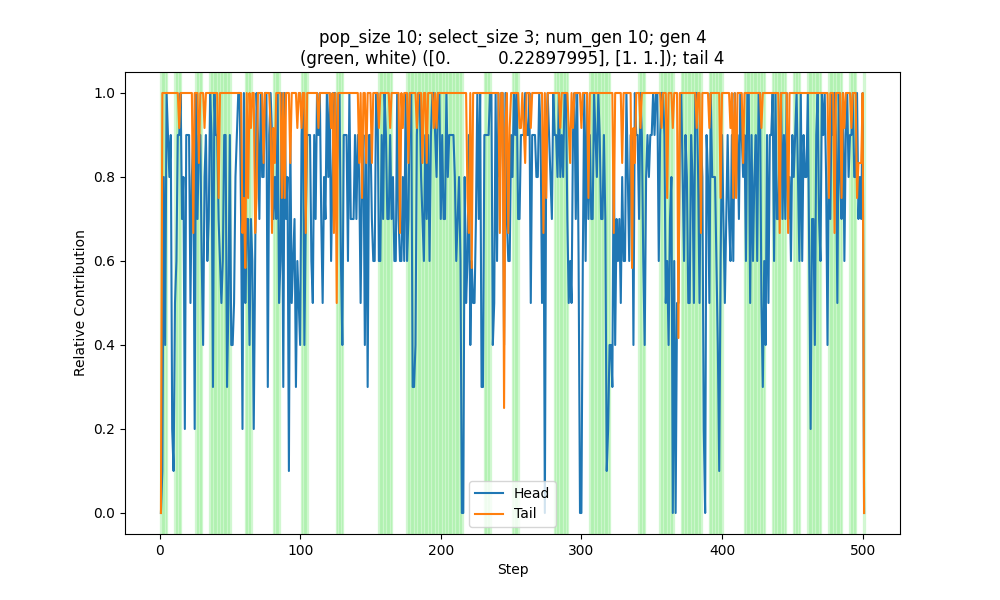 pop_size 10; select_size 3; num_gen 10; gen 4
(green, white) ([0.         0.22897995], [1. 1.]); tail 4
1.0
0.8
0.6
0.4
0.2
0.0
Relative Contribution
Head
Tail
0 100 200 300 400 500
Step